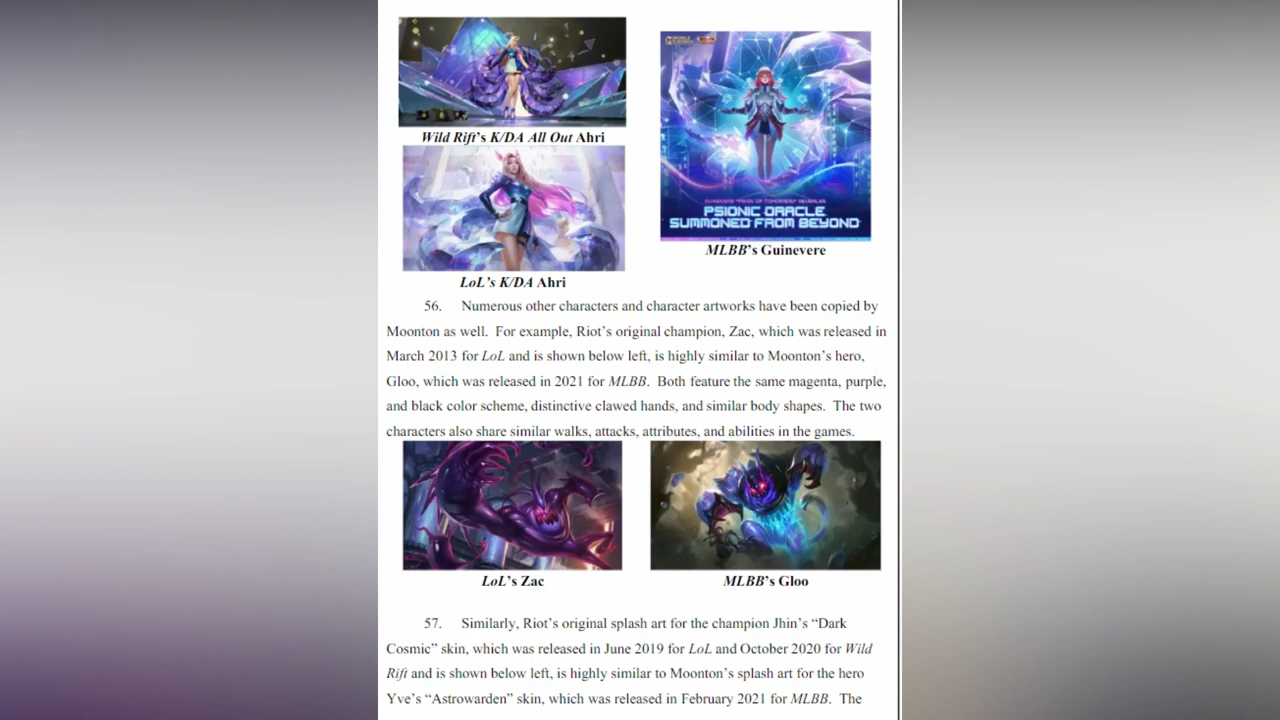 Wild Rift's K/DA All Out Ahri
PSIONIC ORACLE
SUMMONED FROM BEYOND
MLBB's Guinevere
LoL's K/DA Ahri
56. Numerous other characters and character artworks have been copied by
Moonton as well. For example, Riot's original champion, Zac, which was released in
March 2013 for LoL and is shown below left, is highly similar to Moonton's hero,
Gloo, which was released in 2021 for MLBB. Both feature the same magenta, purple,
and black color scheme, distinctive clawed hands, and similar body shapes. The two
characters also share similar walks, attacks, attributes, and abilities in the games.
LoL's Zac
MLBB's Gloo
57. Similarly, Riot's original splash art for the champion Jhin's “Dark
Cosmic” skin, which was released in June 2019 for LoL and October 2020 for Wild
Rift and is shown below left, is highly similar to Moonton's splash art for the hero
Yve's “Astrowarden” skin, which was released in February 2021 for MLBB. The